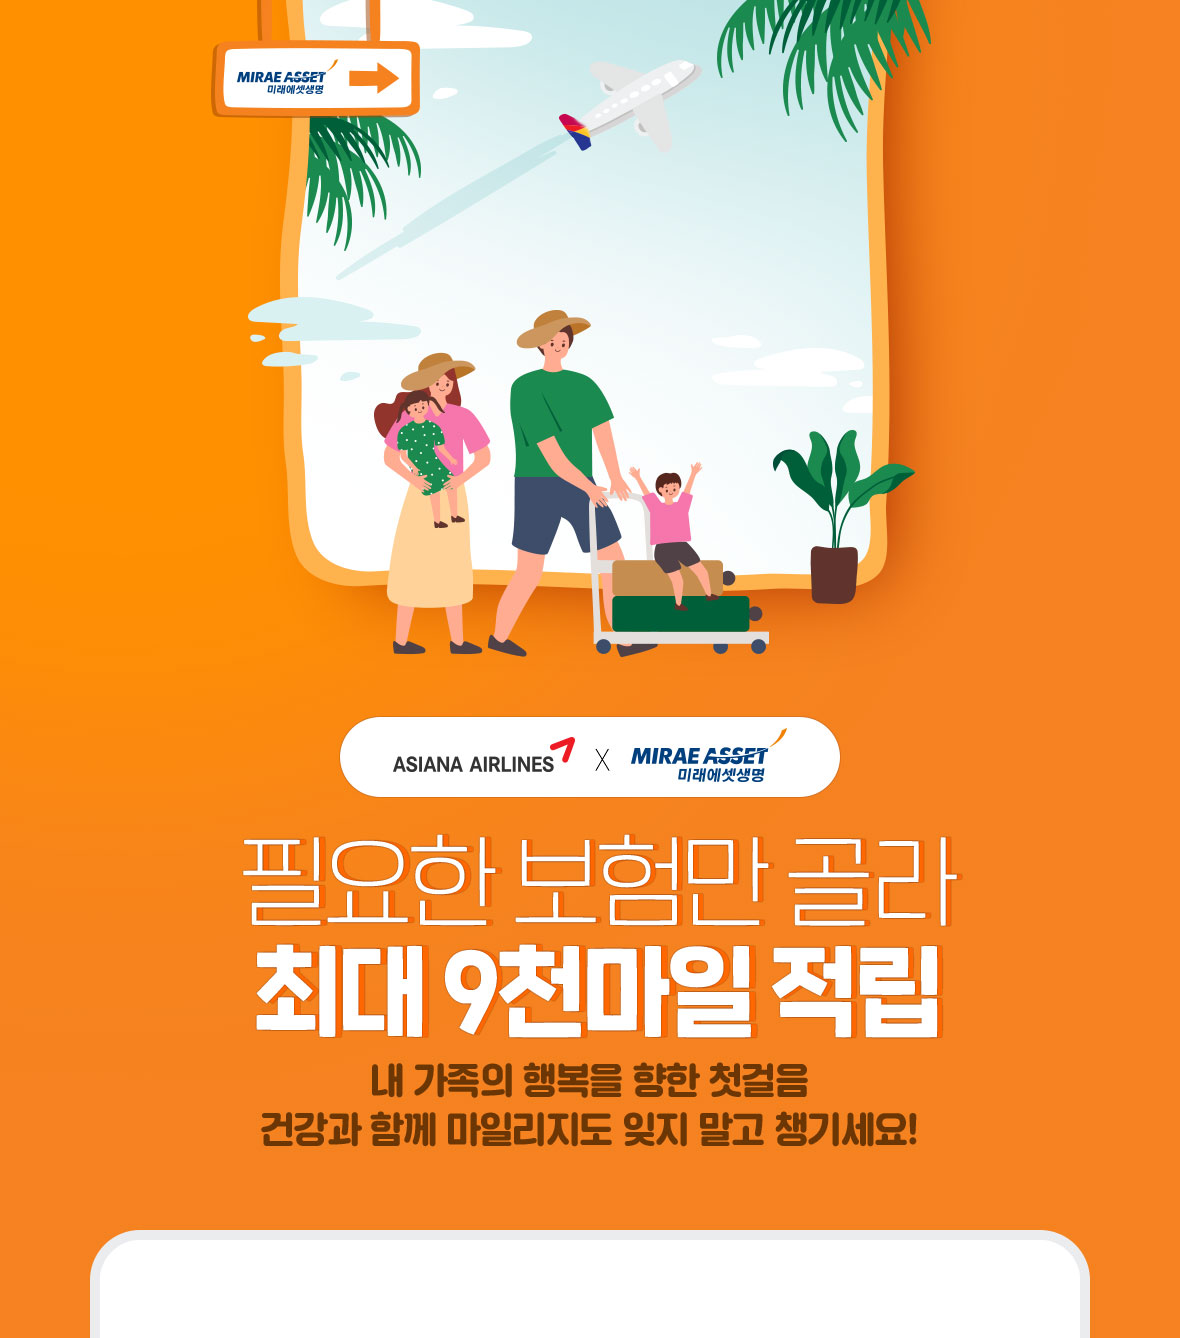 MIRAE ASSET
미래에셋생명
ASIANA AIRLINES X MIRAE ASSET
미래에셋생명
필요한 보험만 골라
최대 9천마일 적립
내 가족의 행복을 향한 첫걸음
건강과 함께 마일리지도 잊지 말고 챙기세요!